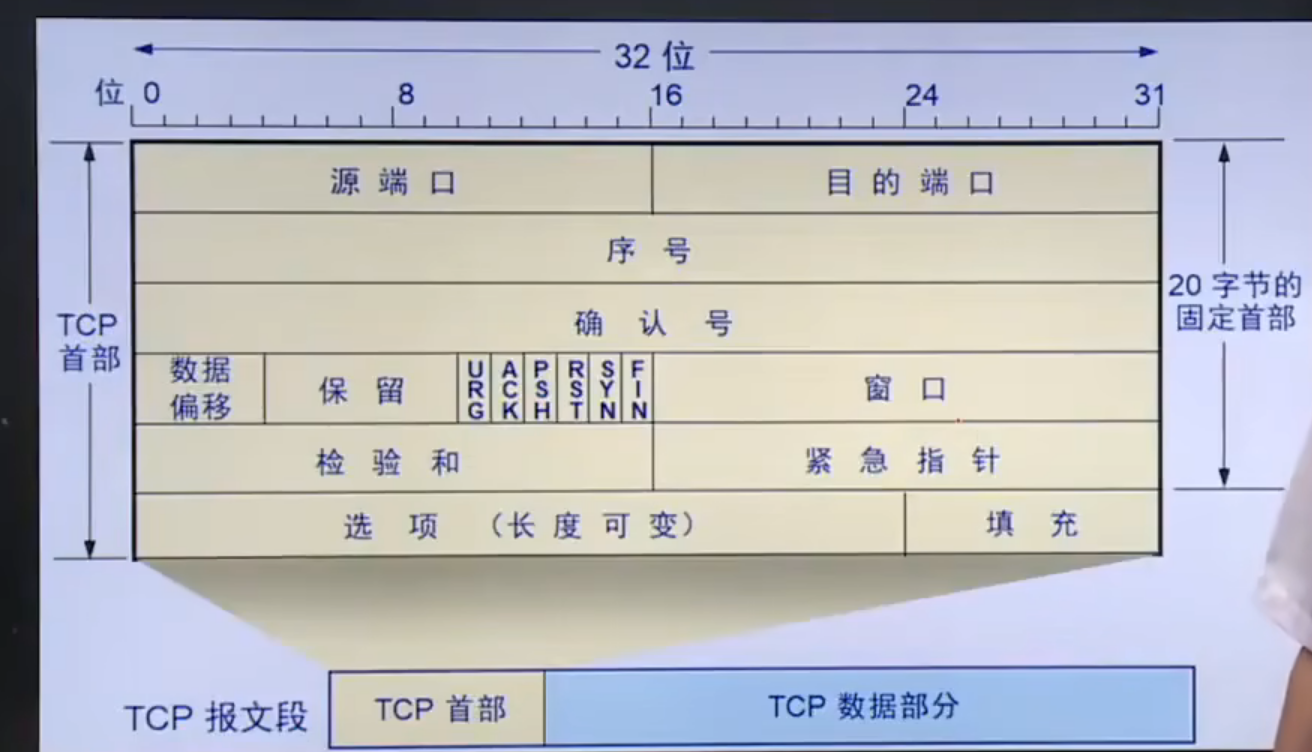 32 位
位 0 8 16 24 31
源端口 目的端口
序号
确认号
TCP
首部
20 字节的
固定首部
数据
偏移
保留
URG ACK PSH RST SYN FIN
窗口
检验和 紧急指针
选项 (长度可变) 填充
TCP 报文段 TCP 首部 TCP 数据部分